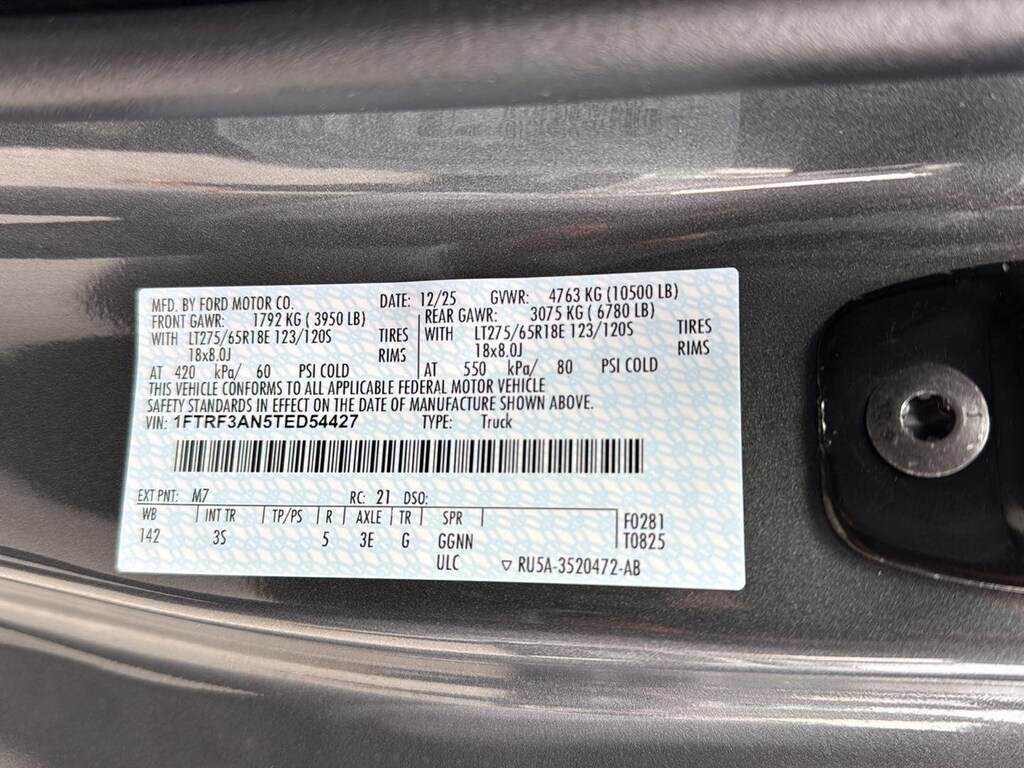 MFD. BY FORD MOTOR CO. DATE: 12/25 GVWR: 4763 KG (10500 LB)
FRONT GAWR: 1792 KG ( 3950 LB) REAR GAWR: 3075 KG ( 6780 LB)
WITH LT275/65R18E 123/120S TIRES WITH LT275/65R18E 123/120S TIRES
18x8.0J RIMS 18x8.0J RIMS
AT 420 kPa/ 60 PSI COLD AT 550 kPa/ 80 PSI COLD
THIS VEHICLE CONFORMS TO ALL APPLICABLE FEDERAL MOTOR VEHICLE
SAFETY STANDARDS IN EFFECT ON THE DATE OF MANUFACTURE SHOWN ABOVE.
VIN: 1FTRF3AN5TED54427 TYPE: Truck
EXT PNT: M7 RC: 21 DSO:
WB INT TR TP/PS R AXLE TR SPR F0281
142 3S 5 3E G GGNN T0825
ULC ▽ RU5A-3520472-AB